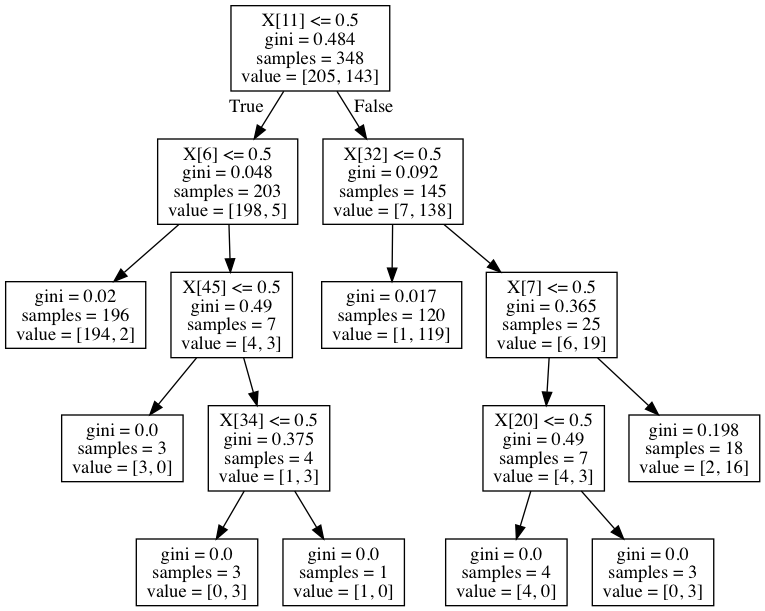 X[11] <= 0.5
gini = 0.484
samples = 348
value = [205, 143]
True
False
X[6] <= 0.5
gini = 0.048
samples = 203
value = [198, 5]
X[32] <= 0.5
gini = 0.092
samples = 145
value = [7, 138]
gini = 0.02
samples = 196
value = [194, 2]
X[45] <= 0.5
gini = 0.49
samples = 7
value = [4, 3]
gini = 0.017
samples = 120
value = [1, 119]
X[7] <= 0.5
gini = 0.365
samples = 25
value = [6, 19]
gini = 0.0
samples = 3
value = [3, 0]
X[34] <= 0.5
gini = 0.375
samples = 4
value = [1, 3]
X[20] <= 0.5
gini = 0.49
samples = 7
value = [4, 3]
gini = 0.198
samples = 18
value = [2, 16]
gini = 0.0
samples = 3
value = [0, 3]
gini = 0.0
samples = 1
value = [1, 0]
gini = 0.0
samples = 4
value = [4, 0]
gini = 0.0
samples = 3
value = [0, 3]